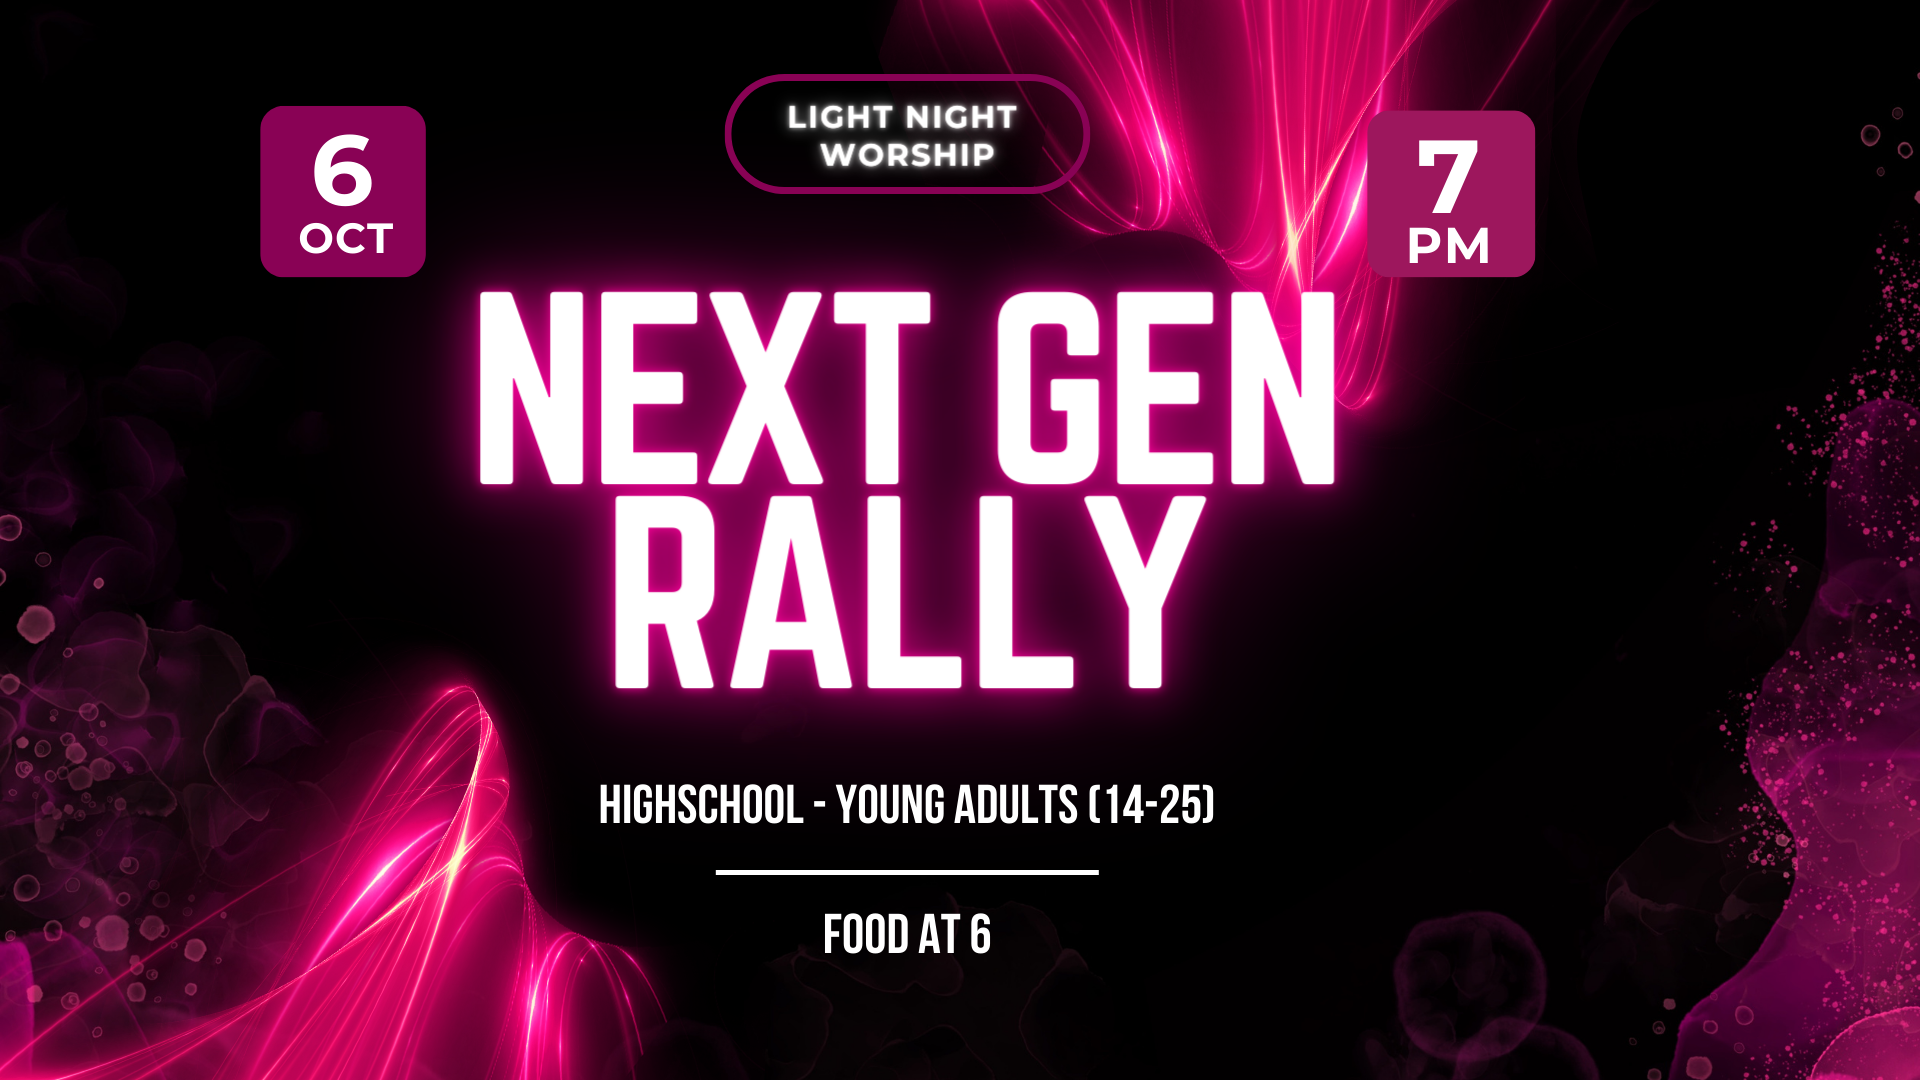 6
OCT
LIGHT NIGHT
WORSHIP
7
PM
NEXT GEN
RALLY
HIGHSCHOOL - YOUNG ADULTS (14-25)
FOOD AT 6